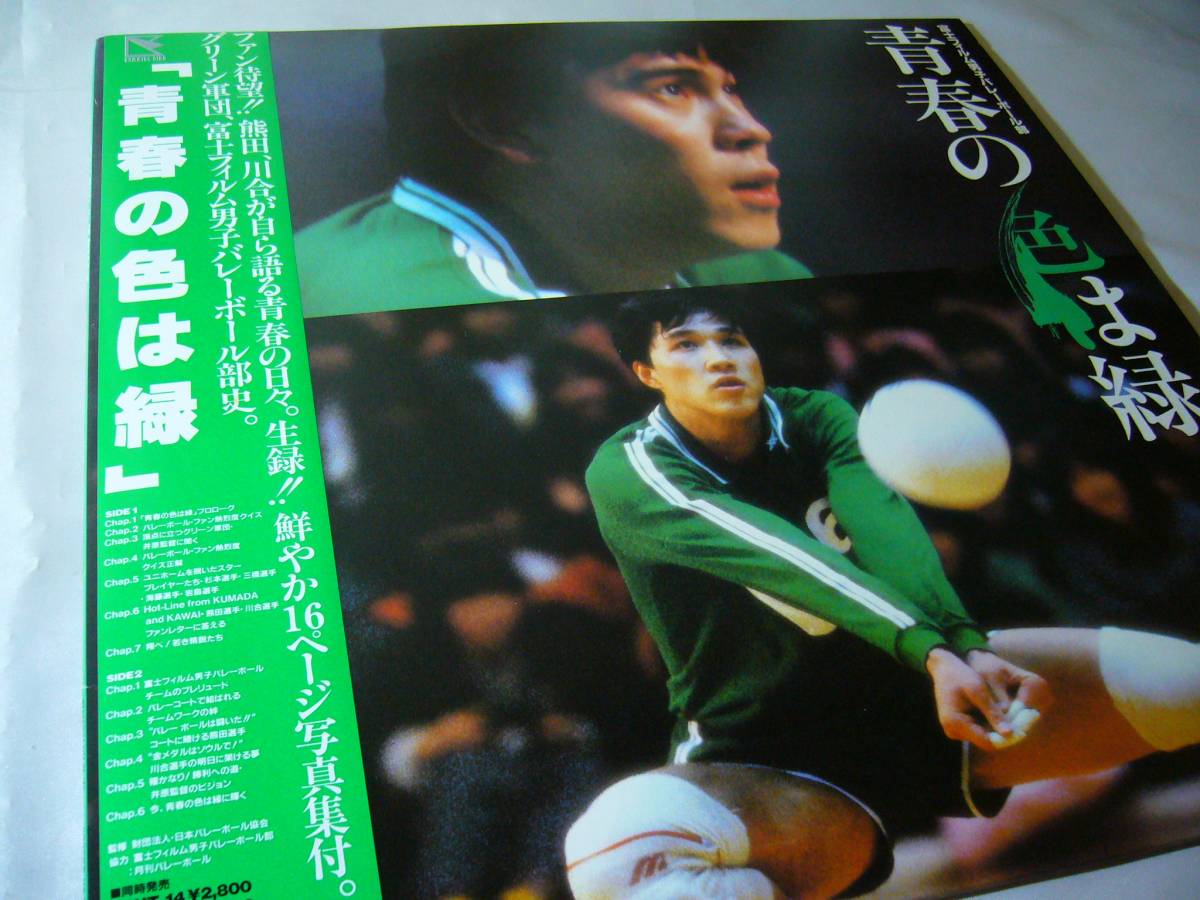 RUNNING BIRD
「青春の色は緑」
ファン待望!!熊田、川合が自ら語る青春の日々。生録!!鮮やか16ページ写真集付。
グリーン軍団、富士フィルム男子バレーボール部史。
富士フィルム男子バレーボール部
青春の色は緑
SIDE 1
Chap.1 「青春の色は緑」プロローグ
Chap.2 バレーボール・ファン熱烈度クイズ
Chap.3 頂点に立つグリーン軍団・
井原監督に聞く
Chap.4 バレーボール・ファン熱烈度
クイズ正解
Chap.5 ユニホームを脱いだスター
プレイヤーたち・杉本選手・三橋選手
・海藤選手・岩島選手
Chap.6 Hot-Line from KUMADA
and KAWAI・熊田選手・川合選手
ファンレターに答える
Chap.7 翔べ!若き精鋭たち
SIDE 2
Chap.1 富士フィルム男子バレーボール
チームのプレリュード
Chap.2 バレーコートで結ばれる
チームワークの絆
Chap.3 "バレーボールは闘いだ!!"
コートに賭ける熊田選手
Chap.4 "金メダルはソウルで!"
川合選手の明日に架ける夢
Chap.5 穏かなり!勝利への道・
井原監督のビジョン
Chap.6 今、青春の色は緑に輝く
監修 財団法人・日本バレーボール協会
協力 富士フィルム男子バレーボール部
:月刊バレーボール
■同時発売
14 ¥2,800